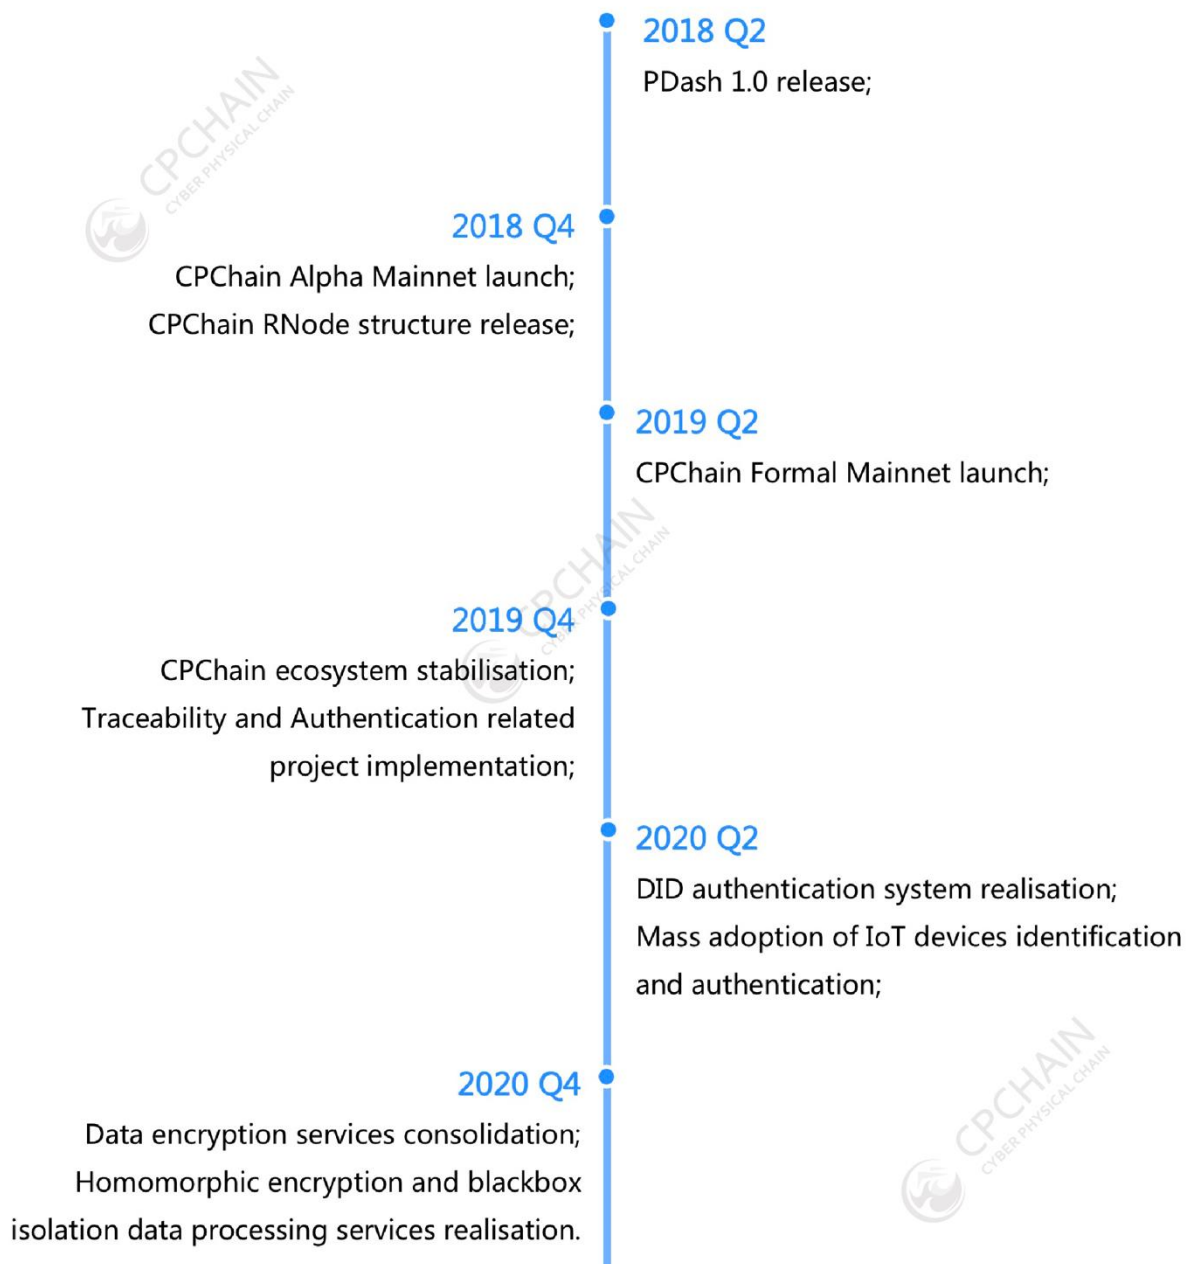 2018 Q2
PDash 1.0 release;
CPCHAIN
CYBER PHYSICAL CHAIN
2018 Q4
CPChain Alpha Mainnet launch;
CPChain RNode structure release;
2019 Q2
CPChain Formal Mainnet launch;
CPCHAIN
CYBER PHYSICAL CHAIN
2019 Q4
CPChain ecosystem stabilisation;
Traceability and Authentication related
project implementation;
2020 Q2
DID authentication system realisation;
Mass adoption of IoT devices identification
and authentication;
CPCHAIN
CYBER PHYSICAL CHAIN
2020 Q4
Data encryption services consolidation;
Homomorphic encryption and blackbox
isolation data processing services realisation.